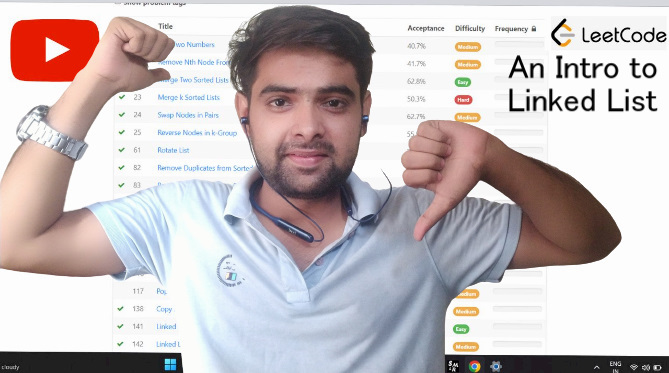 Show problem tags
Title Acceptance Difficulty Frequency
LeetCode
An Intro to
Linked List
Two Numbers 40.7% Medium
Remove Nth Node From 41.7% Medium
Merge Two Sorted Lists 62.8% Easy
23 Merge k Sorted Lists 50.3% Hard
24 Swap Nodes in Pairs 62.7% Medium
25 Reverse Nodes in k-Group 55
61 Rotate List
82 Remove Duplicates from Sorted
83
117 Medium
138 Copy Medium
141 Linked Easy
142 Linked L Medium
cloudy
ENG
IN